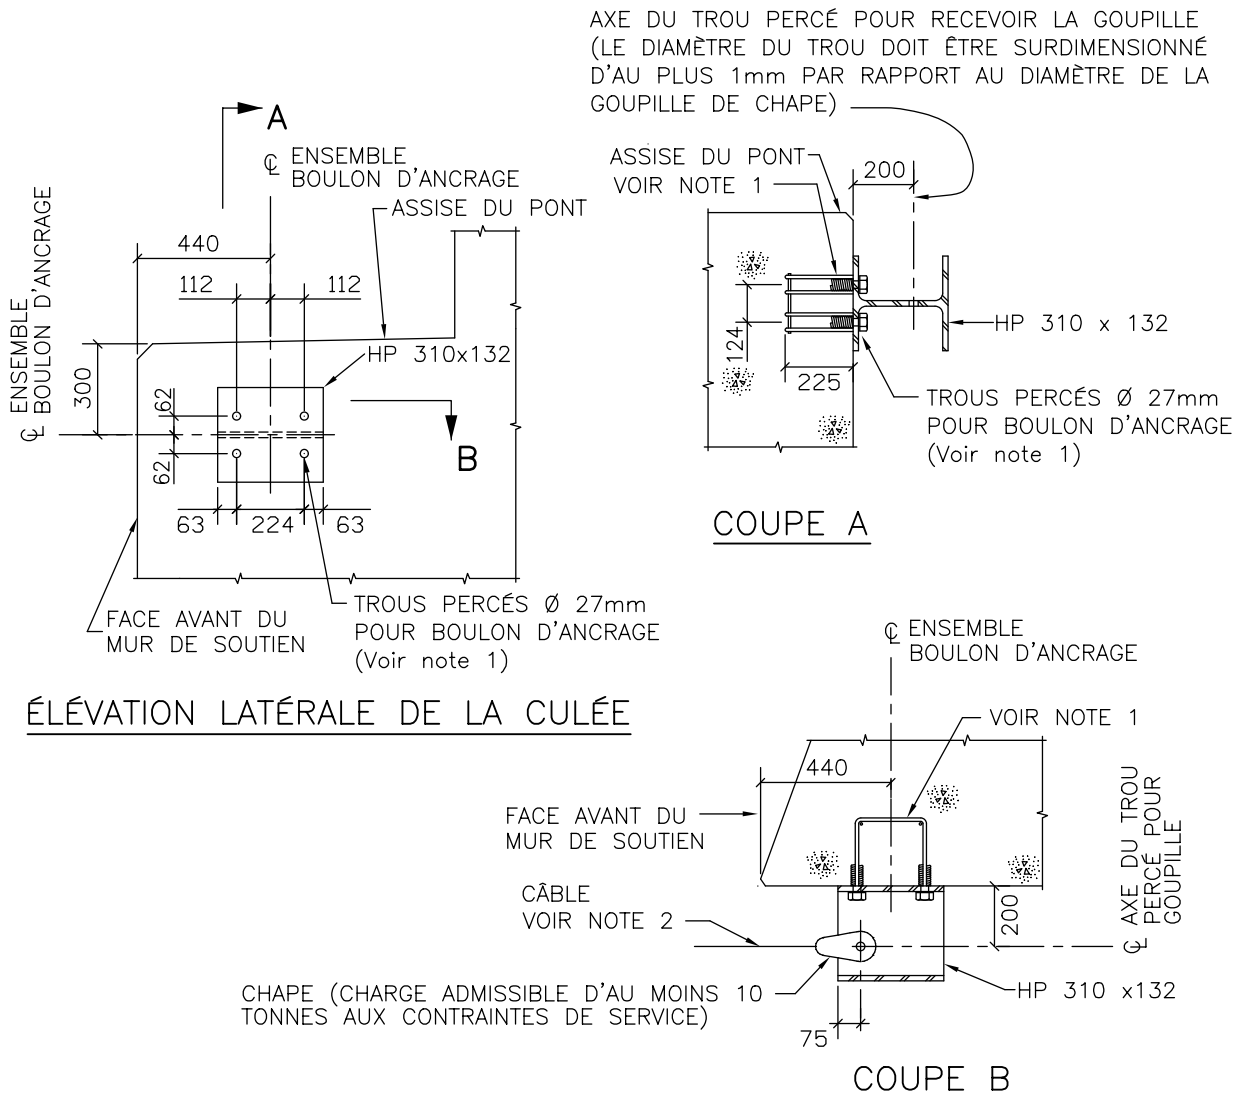 AXE DU TROU PERCÉ POUR RECEVOIR LA GOUPILLE
(LE DIAMÈTRE DU TROU DOIT ÊTRE SURDIMENSIONNÉ
D'AU PLUS 1mm PAR RAPPORT AU DIAMÈTRE DE LA
GOUPILLE DE CHAPE)
A
℄ ENSEMBLE
BOULON D'ANCRAGE
ASSISE DU PONT
440
112
112
℄ ENSEMBLE
BOULON D'ANCRAGE
300
HP 310x132
62
62
B
63
224
63
FACE AVANT DU
MUR DE SOUTIEN
TROUS PERCÉS Ø 27mm
POUR BOULON D'ANCRAGE
(Voir note 1)
ÉLÉVATION LATÉRALE DE LA CULÉE
ASSISE DU PONT
VOIR NOTE 1
200
124
225
HP 310 x 132
TROUS PERCÉS Ø 27mm
POUR BOULON D'ANCRAGE
(Voir note 1)
COUPE A
℄ ENSEMBLE
BOULON D'ANCRAGE
VOIR NOTE 1
440
FACE AVANT DU
MUR DE SOUTIEN
CÂBLE
VOIR NOTE 2
200
℄ AXE DU TROU
PERCÉ POUR
GOUPILLE
CHAPE (CHARGE ADMISSIBLE D'AU MOINS 10
TONNES AUX CONTRAINTES DE SERVICE)
HP 310 x132
75
COUPE B